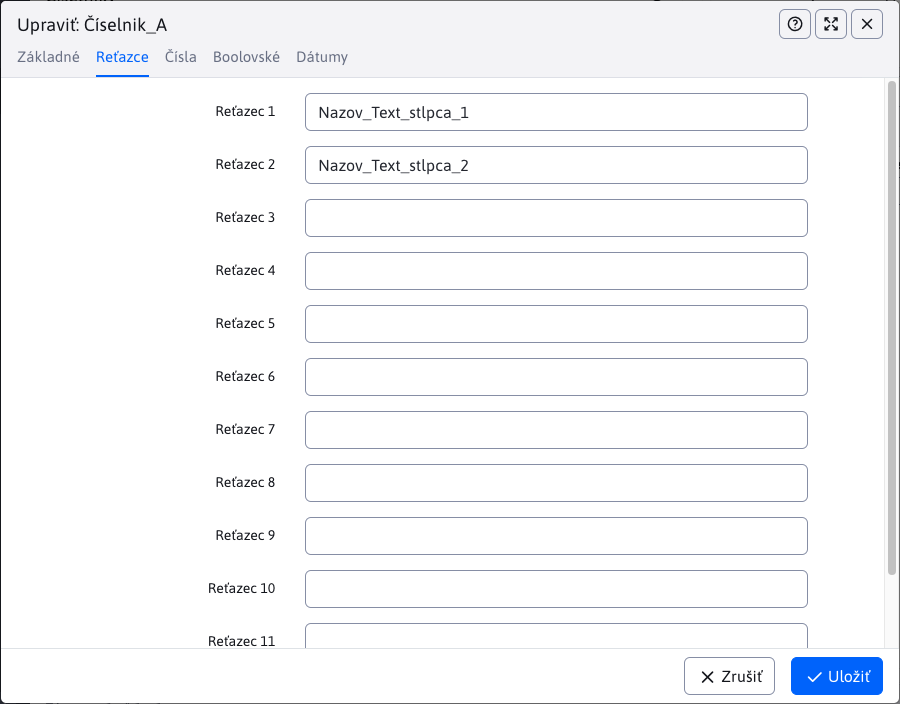 Upraviť: Číselnik_A
Základné Reťazce Čísla Boolovské Dátumy
Reťazec 1 Nazov_Text_stlpca_1
Reťazec 2 Nazov_Text_stlpca_2
Reťazec 3
Reťazec 4
Reťazec 5
Reťazec 6
Reťazec 7
Reťazec 8
Reťazec 9
Reťazec 10
Reťazec 11
Zrušiť Uložiť